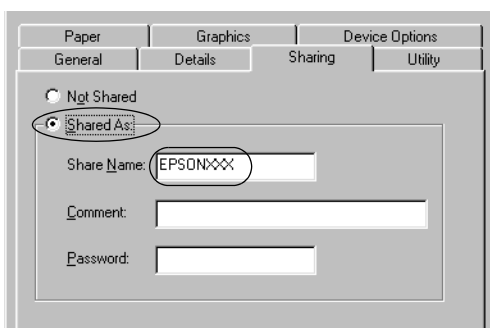 Paper Graphics Device Options
General Details Sharing Utility
Not Shared
Shared As:
Share Name: EPSONXXX
Comment:
Password: